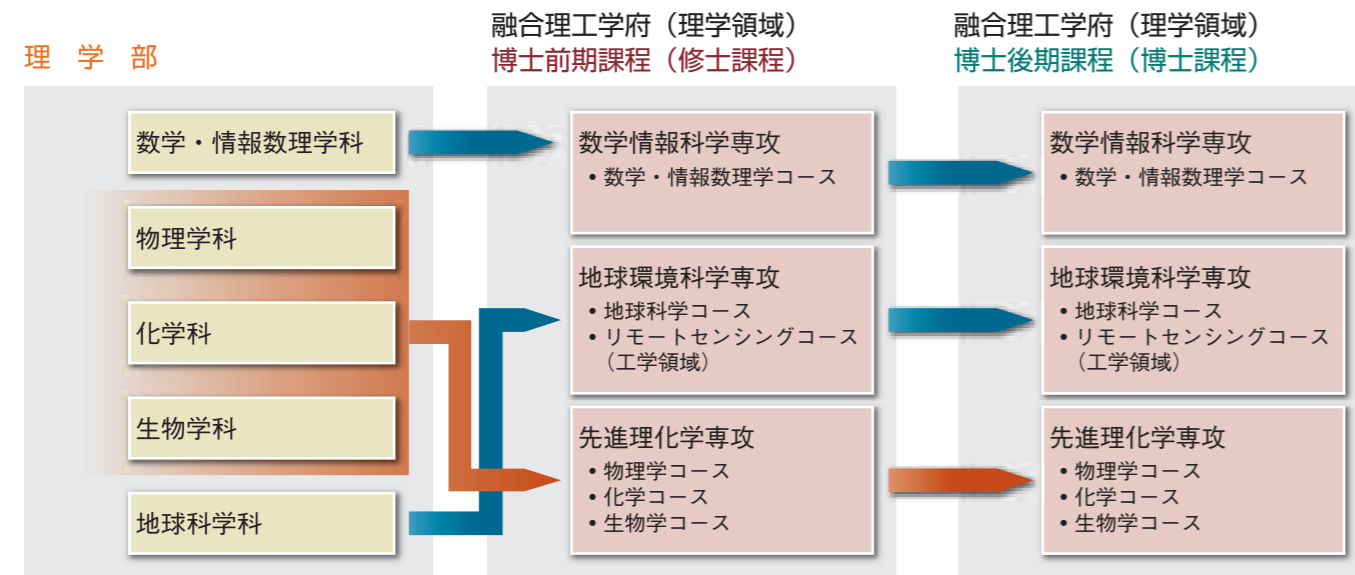 理学部
数学・情報数理学科
物理学科
化学科
生物学科
地球科学科
融合理工学府（理学領域）
博士前期課程（修士課程）
数学情報科学専攻
•数学・情報数理学コース
地球環境科学専攻
•地球科学コース
•リモートセンシングコース
（工学領域）
先進理化学専攻
•物理学コース
•化学コース
•生物学コース
融合理工学府（理学領域）
博士後期課程（博士課程）
数学情報科学専攻
•数学・情報数理学コース
地球環境科学専攻
•地球科学コース
•リモートセンシングコース
（工学領域）
先進理化学専攻
•物理学コース
•化学コース
•生物学コース